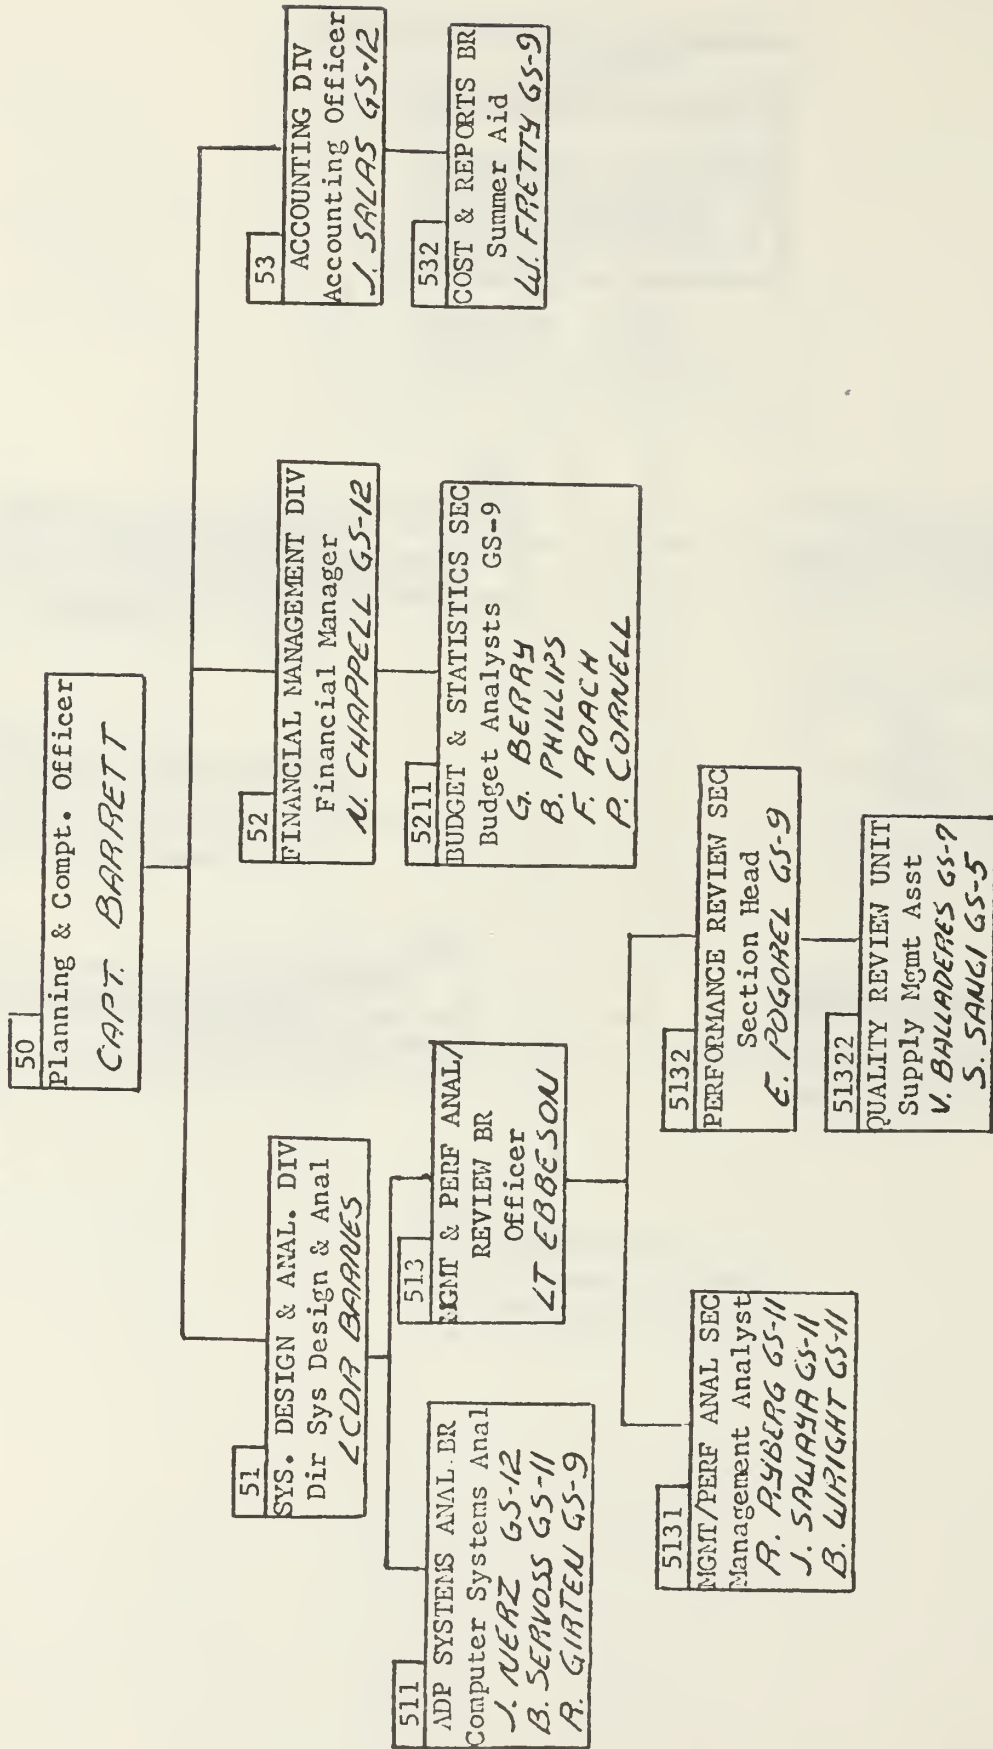 50
Planning & Compt. Officer
CAPT. BARRETT
51
SYS. DESIGN & ANAL. DIV
Dir Sys Design & Anal
LCDR BARNES
52
FINANCIAL MANAGEMENT DIV
Financial Manager
N. CHAPPELL GS-12
53
ACCOUNTING DIV
Accounting Officer
J. SALAS GS-12
511
ADP SYSTEMS ANAL.BR
Computer Systems Anal
J. NERZ GS-12
B. SERVOSS GS-11
R. GIRTEN GS-9
513
MGMT & PERF ANAL/
REVIEW BR
Officer
LT EBBESON
5211
BUDGET & STATISTICS SEC
Budget Analysts GS-9
G. BERRY
B. PHILLIPS
F. ROACH
P. CORNELL
532
COST & REPORTS BR
Summer Aid
W. FRETTY GS-9
5131
MGMT/PERF ANAL SEC
Management Analyst
R. RYBERG GS-11
J. SAWAYA GS-11
B. WRIGHT GS-11
5132
PERFORMANCE REVIEW SEC
Section Head
E. POGOREL GS-9
51322
QUALITY REVIEW UNIT
Supply Mgmt Asst
V. BALLADERES GS-7
S. SANGI GS-5